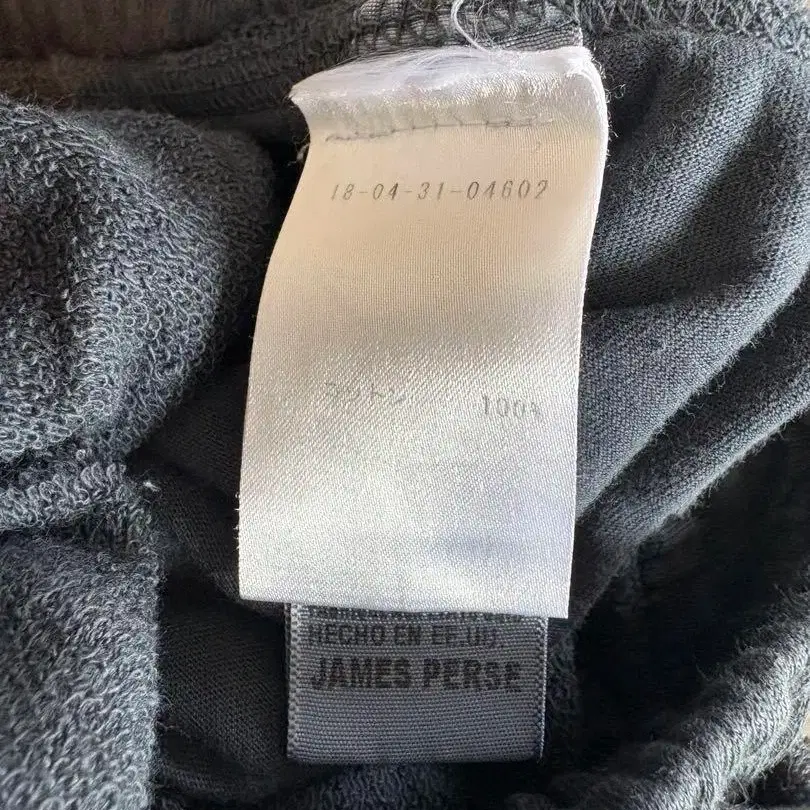 18-04-31-04602
コットン 100%
HECHO EN EE.UU.
JAMES PERSE